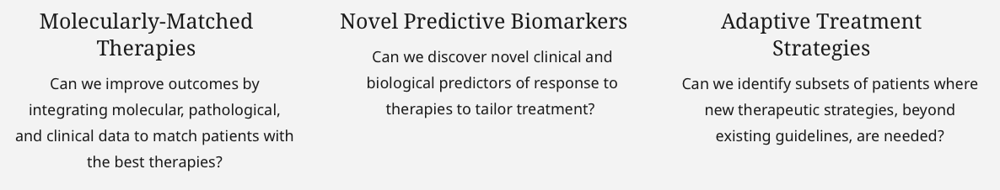 Molecularly-Matched
Therapies
Can we improve outcomes by
integrating molecular, pathological,
and clinical data to match patients with
the best therapies?
Novel Predictive Biomarkers
Can we discover novel clinical and
biological predictors of response to
therapies to tailor treatment?
Adaptive Treatment
Strategies
Can we identify subsets of patients where
new therapeutic strategies, beyond
existing guidelines, are needed?